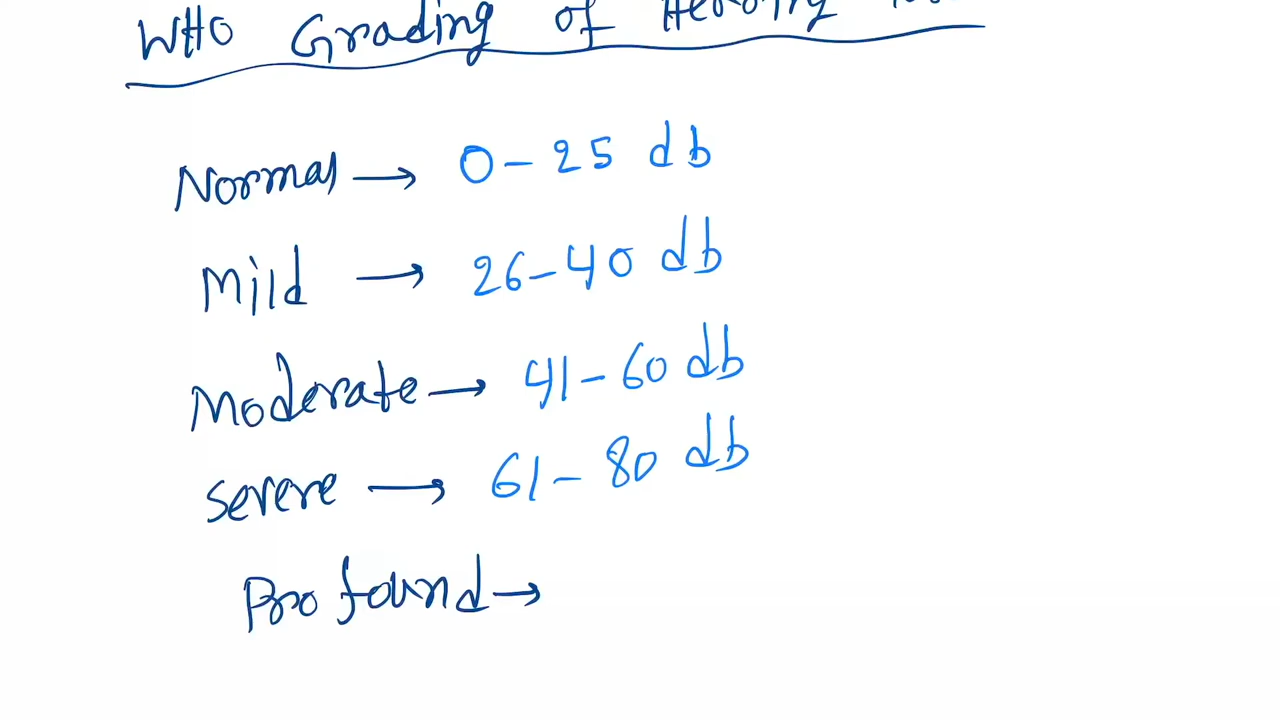 WHO Grading of Hearing
Normal → 0-25 db
Mild → 26-40 db
Moderate → 41-60 db
Severe → 61-80 db
Profound →